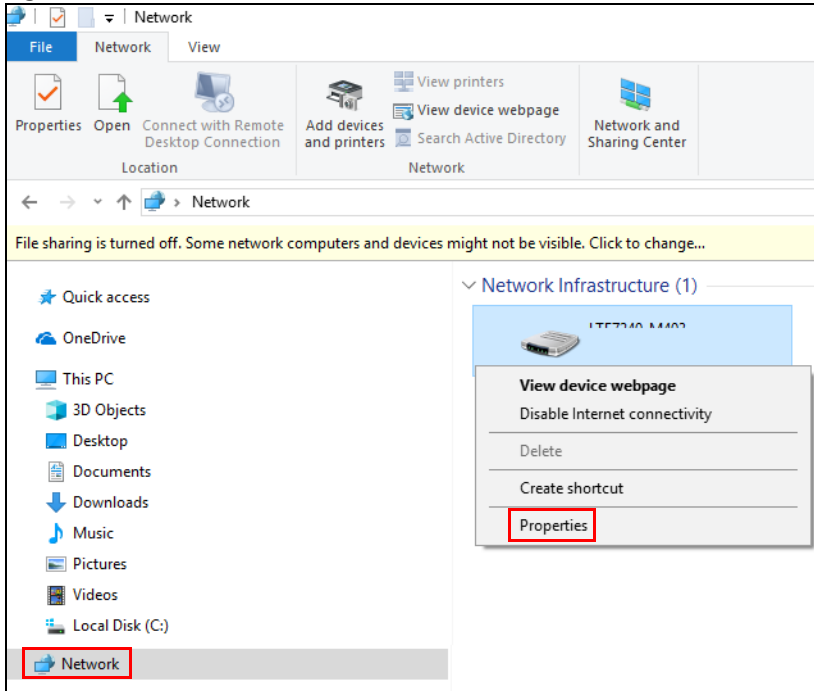 Network
File Network View
Properties Open Connect with Remote Desktop Connection
Add devices and printers
View printers
View device webpage
Search Active Directory
Network and Sharing Center
Location Network
Network
File sharing is turned off. Some network computers and devices might not be visible. Click to change...
Quick access
OneDrive
This PC
3D Objects
Desktop
Documents
Downloads
Music
Pictures
Videos
Local Disk (C:)
Network
Network Infrastructure (1)
View device webpage
Disable Internet connectivity
Delete
Create shortcut
Properties